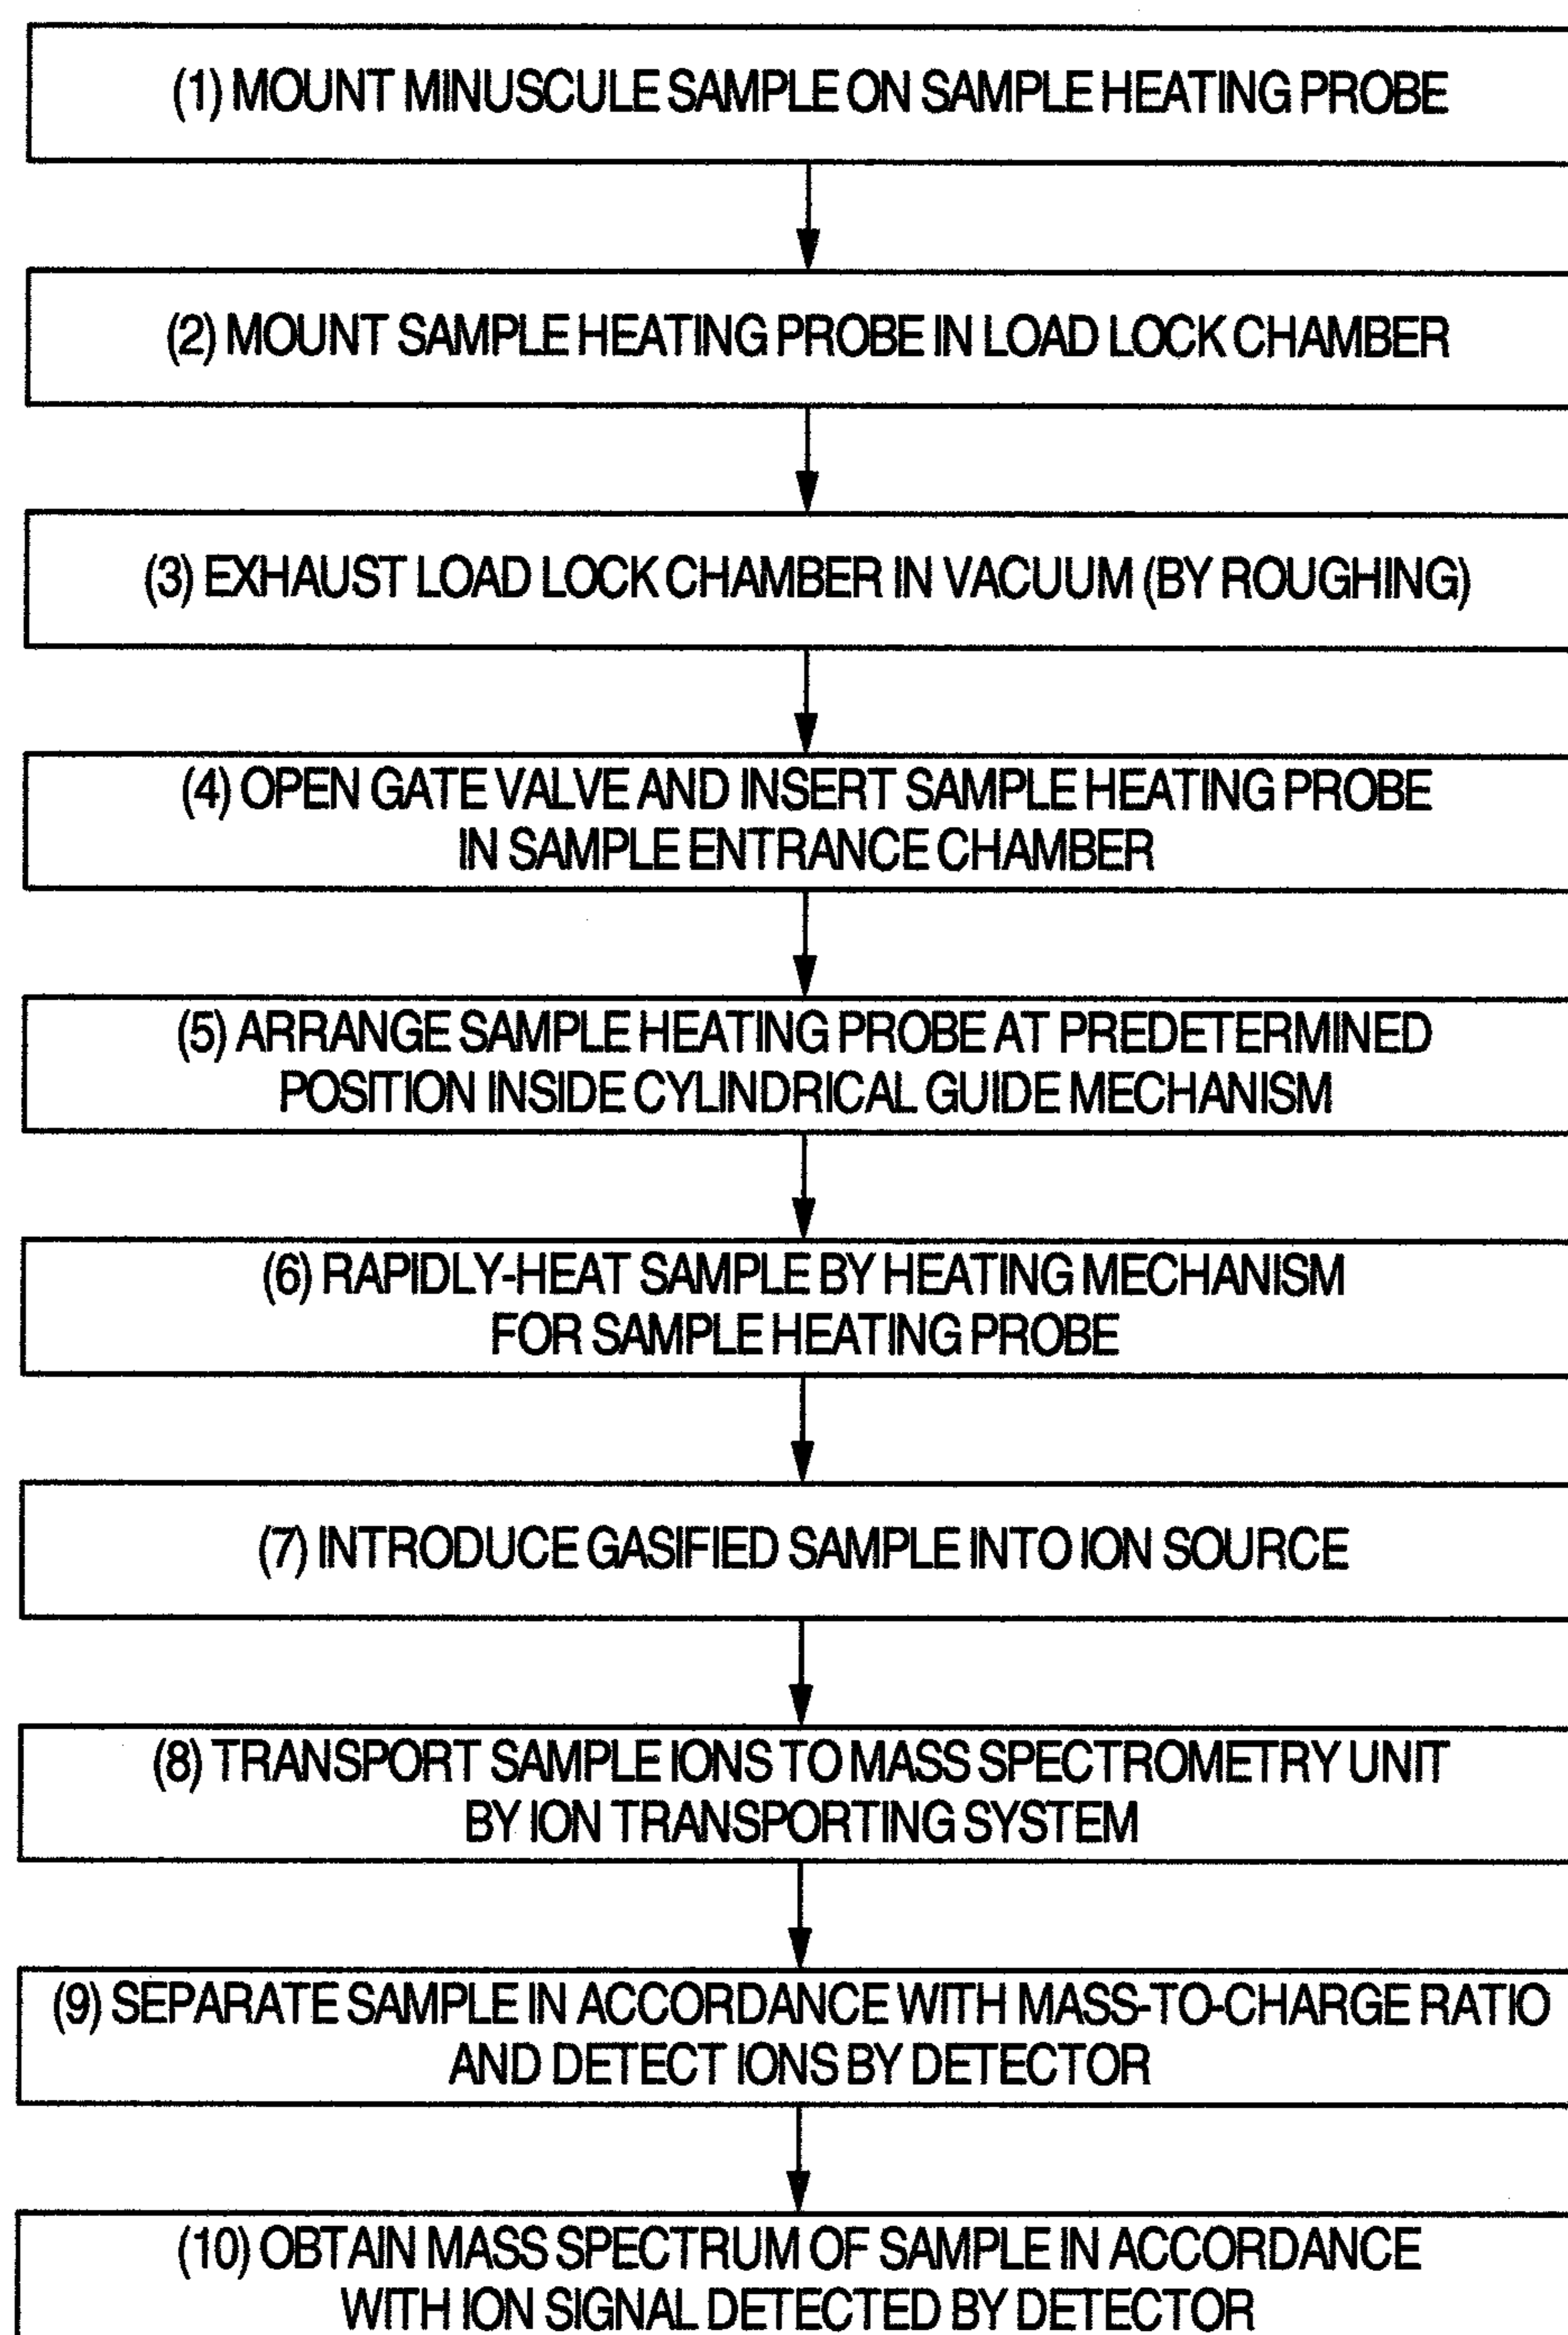 (1) MOUNT MINUSCULE SAMPLE ON SAMPLE HEATING PROBE
(2) MOUNT SAMPLE HEATING PROBE IN LOAD LOCK CHAMBER
(3) EXHAUST LOAD LOCK CHAMBER IN VACUUM (BY ROUGHING)
(4) OPEN GATE VALVE AND INSERT SAMPLE HEATING PROBE
IN SAMPLE ENTRANCE CHAMBER
(5) ARRANGE SAMPLE HEATING PROBE AT PREDETERMINED
POSITION INSIDE CYLINDRICAL GUIDE MECHANISM
(6) RAPIDLY-HEAT SAMPLE BY HEATING MECHANISM
FOR SAMPLE HEATING PROBE
(7) INTRODUCE GASIFIED SAMPLE INTO ION SOURCE
(8) TRANSPORT SAMPLE IONS TO MASS SPECTROMETRY UNIT
BY ION TRANSPORTING SYSTEM
(9) SEPARATE SAMPLE IN ACCORDANCE WITH MASS-TO-CHARGE RATIO
AND DETECT IONS BY DETECTOR
(10) OBTAIN MASS SPECTRUM OF SAMPLE IN ACCORDANCE
WITH ION SIGNAL DETECTED BY DETECTOR